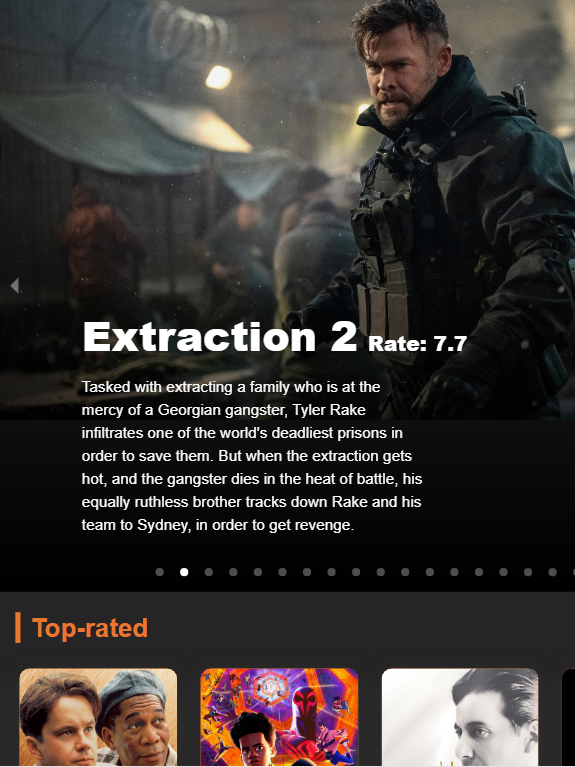 Extraction 2 Rate: 7.7
Tasked with extracting a family who is at the
mercy of a Georgian gangster, Tyler Rake
infiltrates one of the world's deadliest prisons in
order to save them. But when the extraction gets
hot, and the gangster dies in the heat of battle, his
equally ruthless brother tracks down Rake and his
team to Sydney, in order to get revenge.
Top-rated